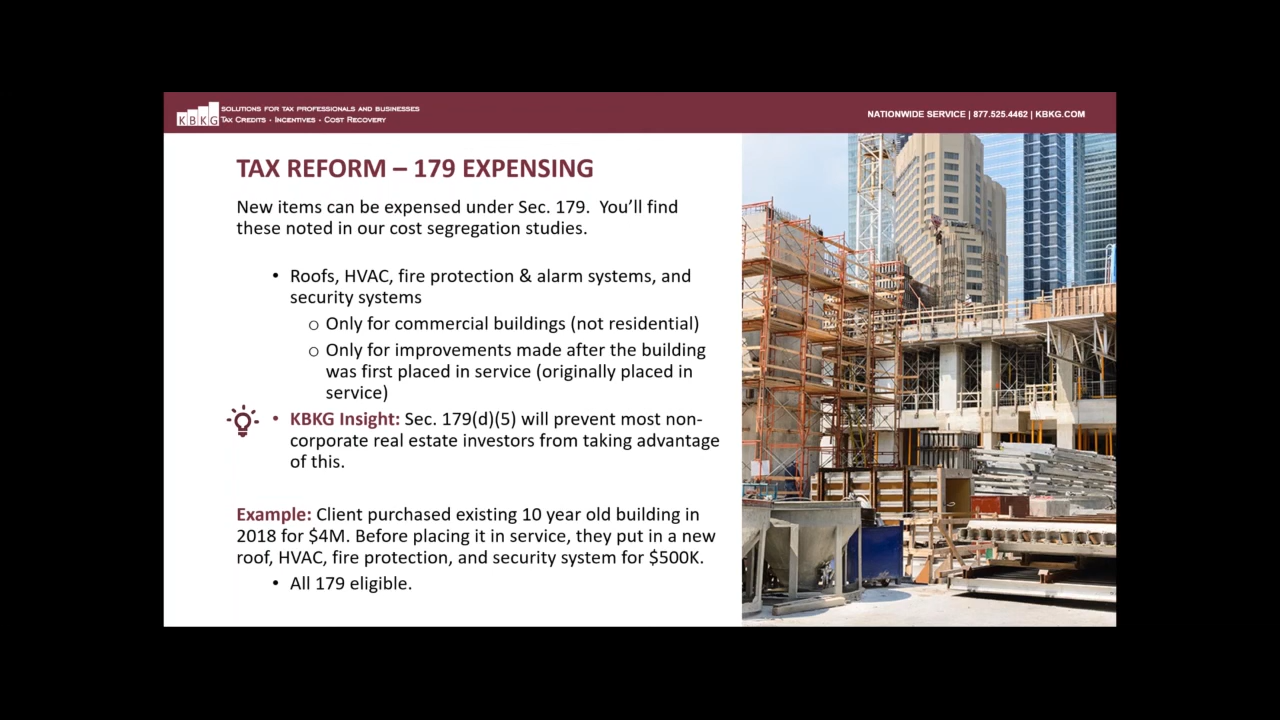 KBKG
SOLUTIONS FOR TAX PROFESSIONALS AND BUSINESSES
TAX CREDITS • INCENTIVES • COST RECOVERY
NATIONWIDE SERVICE | 877.525.4462 | KBKG.COM
TAX REFORM – 179 EXPENSING
New items can be expensed under Sec. 179.  You’ll find
these noted in our cost segregation studies.
• Roofs, HVAC, fire protection & alarm systems, and
security systems
o Only for commercial buildings (not residential)
o Only for improvements made after the building
was first placed in service (originally placed in
service)
• KBKG Insight: Sec. 179(d)(5) will prevent most non-
corporate real estate investors from taking advantage
of this.
Example: Client purchased existing 10 year old building in
2018 for $4M. Before placing it in service, they put in a new
roof, HVAC, fire protection, and security system for $500K.
• All 179 eligible.